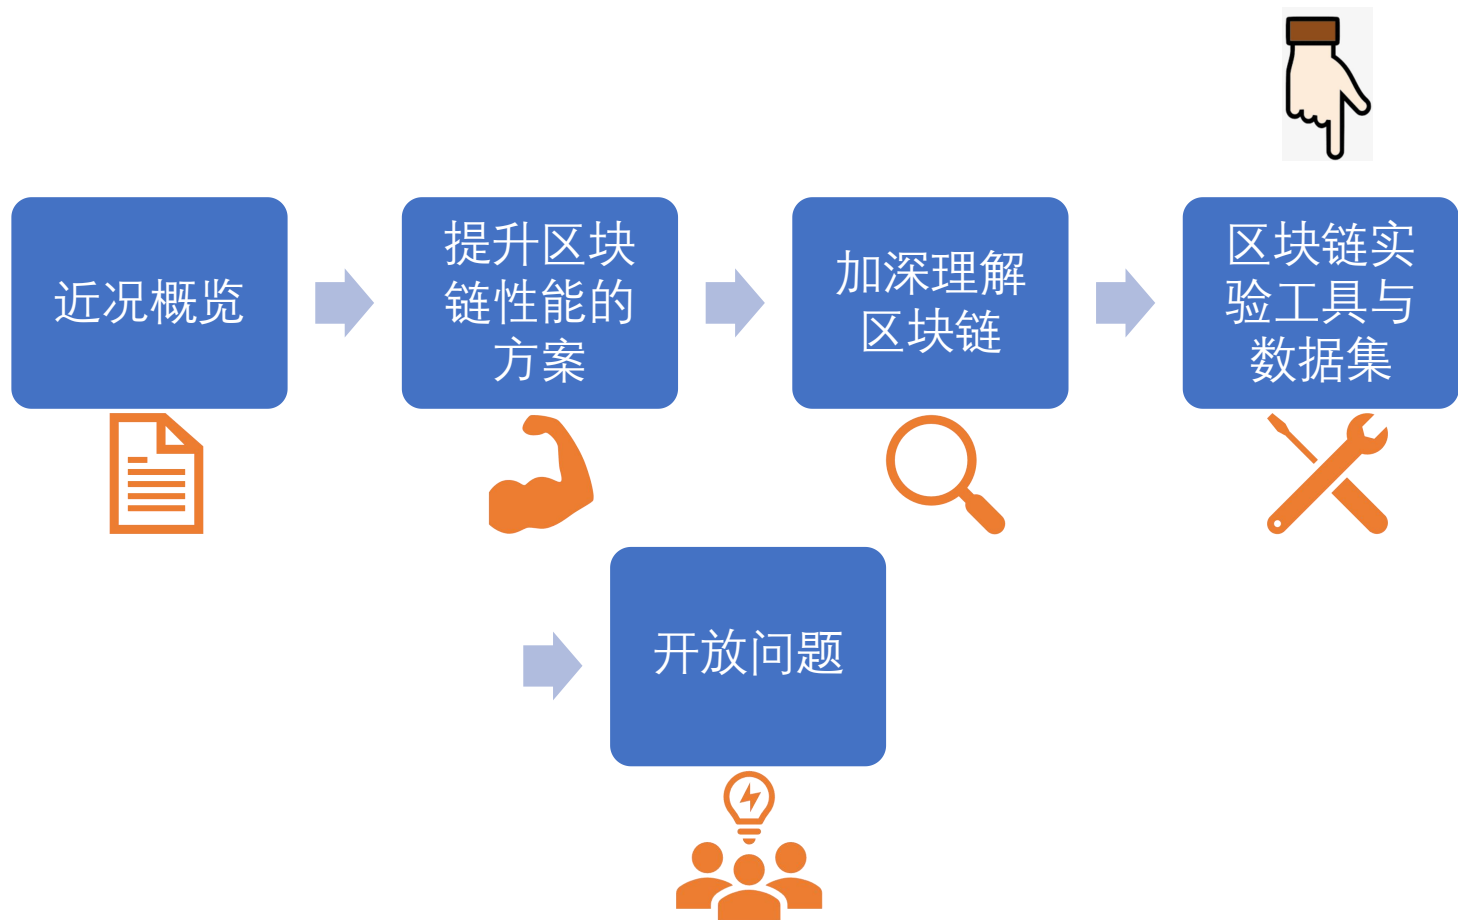 近况概览
提升区块
链性能的
方案
加深理解
区块链
区块链实
验工具与
数据集
开放问题